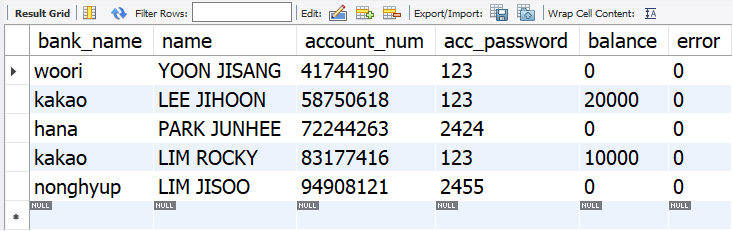 Result Grid Filter Rows: Edit: Export/Import: Wrap Cell Content: IA
bank_name name account_num acc_password balance error
woori YOON JISANG 41744190 123 0 0
kakao LEE JIHOON 58750618 123 20000 0
hana PARK JUNHEE 72244263 2424 0 0
kakao LIM ROCKY 83177416 123 10000 0
nonghyup LIM JISOO 94908121 2455 0 0
NULL NULL NULL NULL NULL NULL